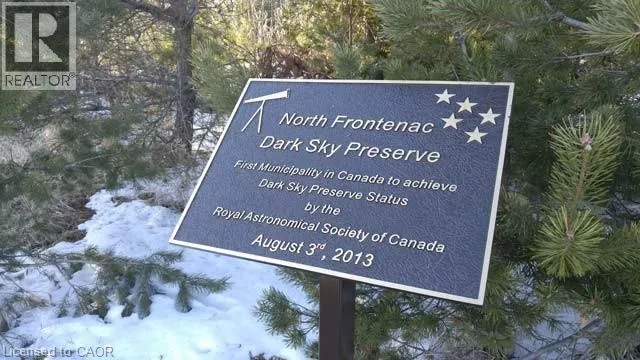 R
REALTOR®
North Frontenac
Dark Sky Preserve
First Municipality in Canada to achieve
Dark Sky Preserve Status
by the
Royal Astronomical Society of Canada
August 3rd, 2013
Licensed to CAOR